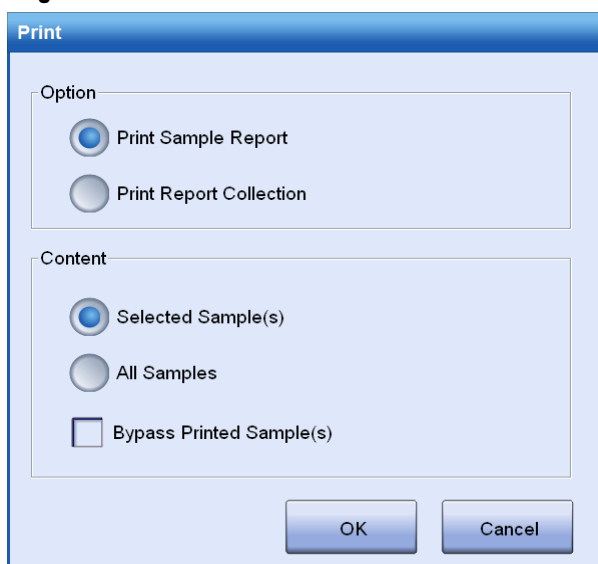 Print
Option
Print Sample Report
Print Report Collection
Content
Selected Sample(s)
All Samples
Bypass Printed Sample(s)
OK
Cancel